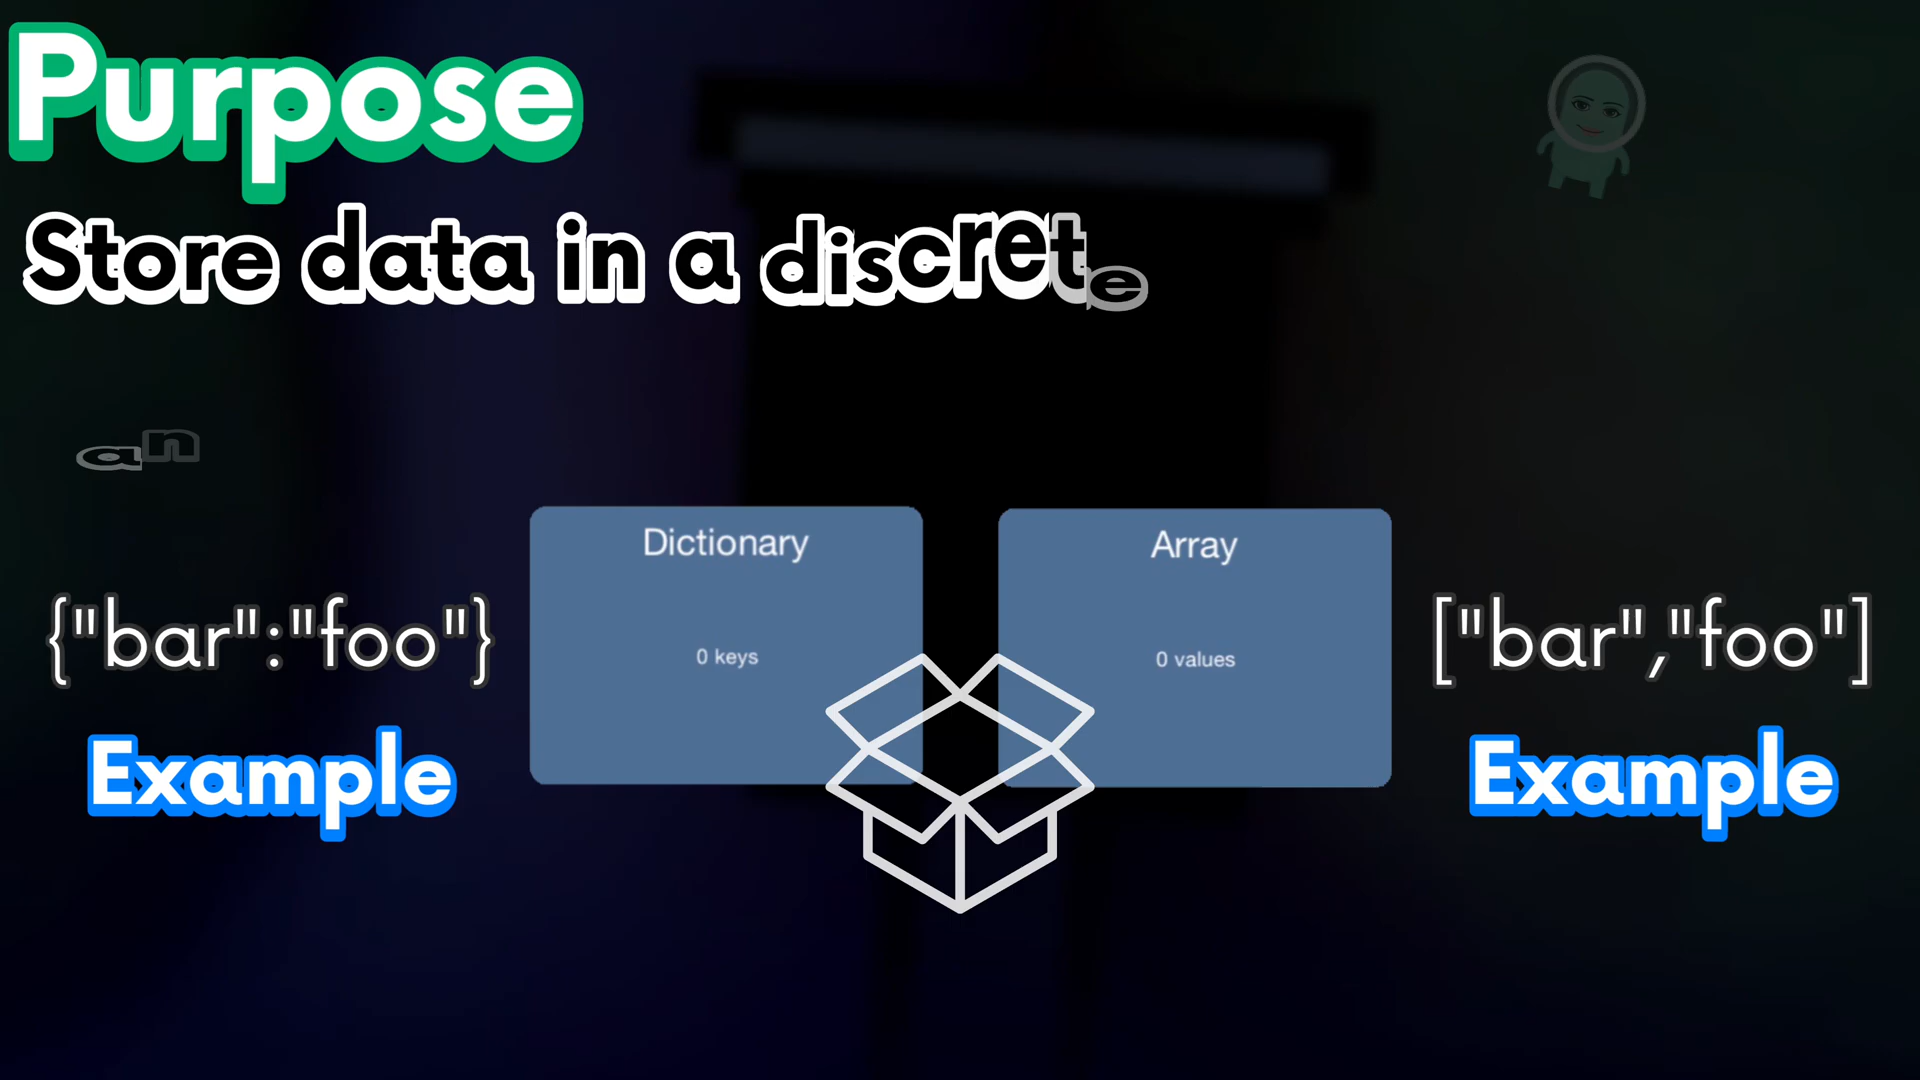 Purpose
Store data in a discrete
an
Dictionary
Array
{"bar":"foo"}
0 keys
0 values
["bar","foo"]
Example
Example